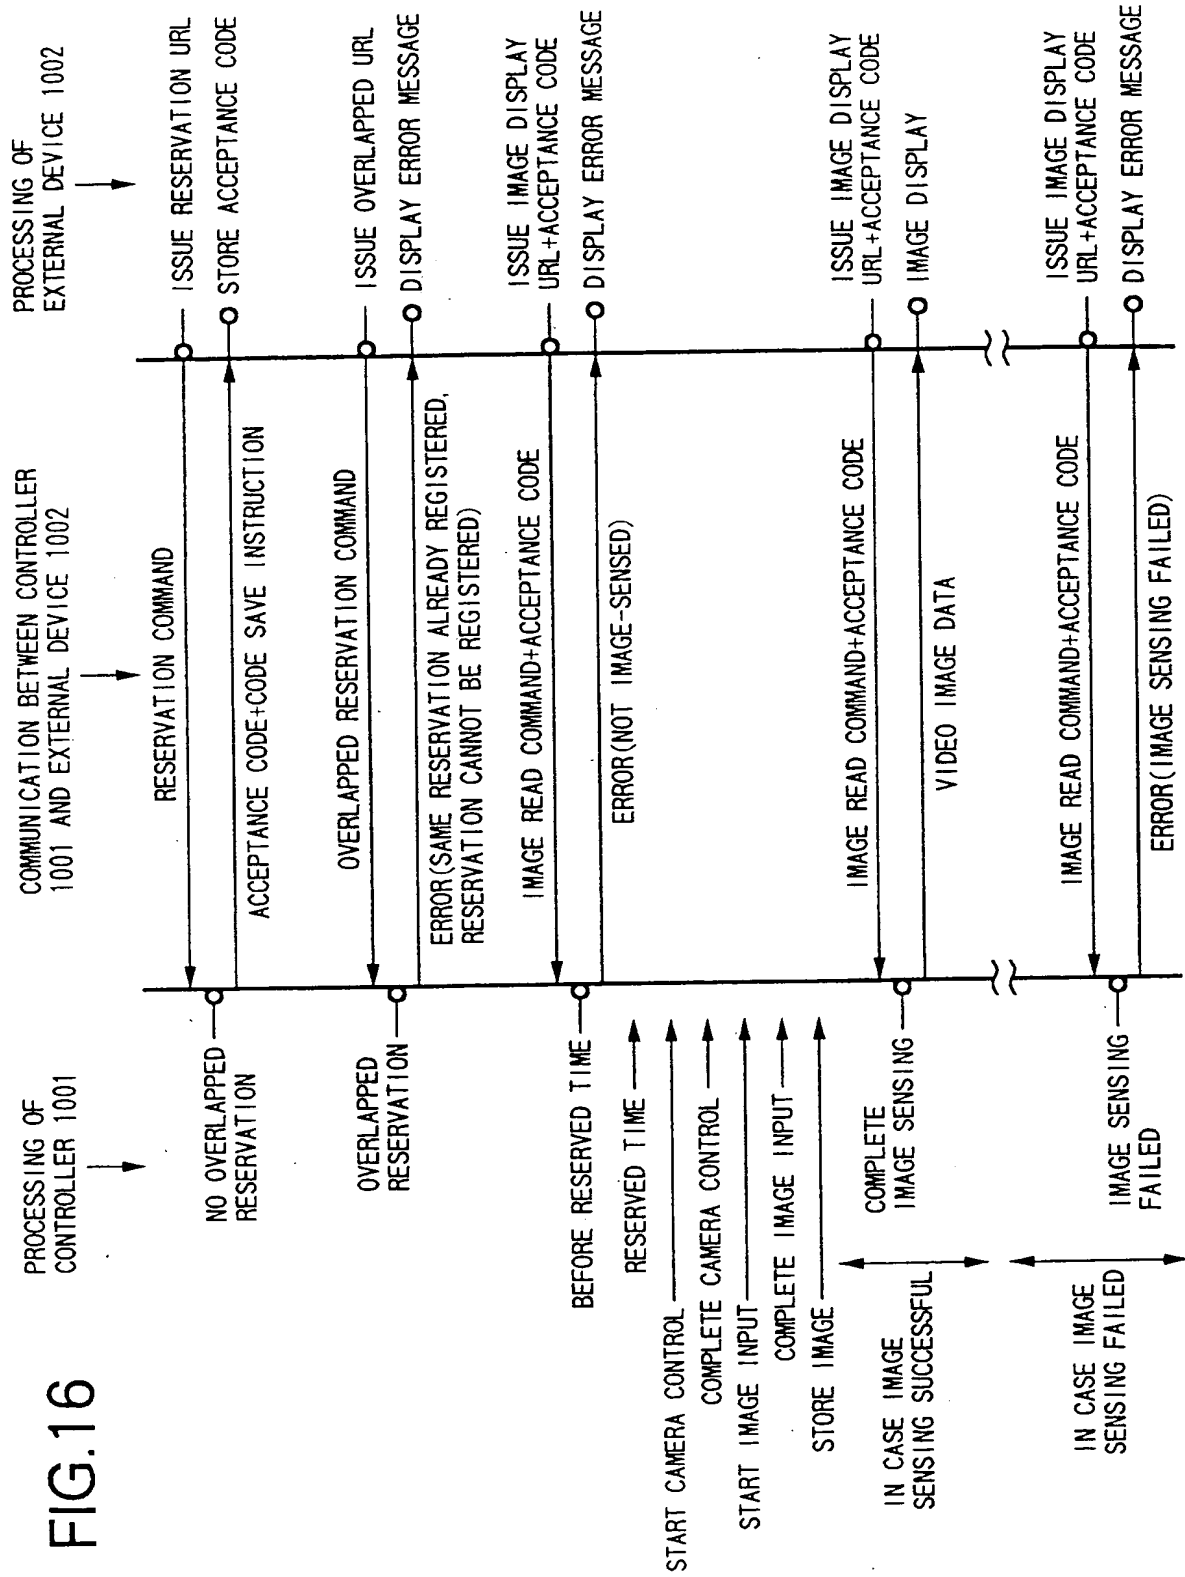 FIG.16
PROCESSING OF
CONTROLLER 1001
COMMUNICATION BETWEEN CONTROLLER
1001 AND EXTERNAL DEVICE 1002
PROCESSING OF
EXTERNAL DEVICE 1002
NO OVERLAPPED
RESERVATION
RESERVATION COMMAND
ISSUE RESERVATION URL
ACCEPTANCE CODE+CODE SAVE INSTRUCTION
STORE ACCEPTANCE CODE
OVERLAPPED
RESERVATION
OVERLAPPED RESERVATION COMMAND
ISSUE OVERLAPPED URL
ERROR(SAME RESERVATION ALREADY REGISTERED,
RESERVATION CANNOT BE REGISTERED)
DISPLAY ERROR MESSAGE
BEFORE RESERVED TIME
IMAGE READ COMMAND+ACCEPTANCE CODE
ISSUE IMAGE DISPLAY
URL+ACCEPTANCE CODE
ERROR(NOT IMAGE-SENSED)
DISPLAY ERROR MESSAGE
RESERVED TIME
START CAMERA CONTROL
COMPLETE CAMERA CONTROL
START IMAGE INPUT
COMPLETE IMAGE INPUT
STORE IMAGE
IN CASE IMAGE
SENSING SUCCESSFUL
COMPLETE
IMAGE SENSING
IMAGE READ COMMAND+ACCEPTANCE CODE
ISSUE IMAGE DISPLAY
URL+ACCEPTANCE CODE
VIDEO IMAGE DATA
IMAGE DISPLAY
IN CASE IMAGE
SENSING FAILED
IMAGE SENSING
FAILED
IMAGE READ COMMAND+ACCEPTANCE CODE
ISSUE IMAGE DISPLAY
URL+ACCEPTANCE CODE
ERROR(IMAGE SENSING FAILED)
DISPLAY ERROR MESSAGE